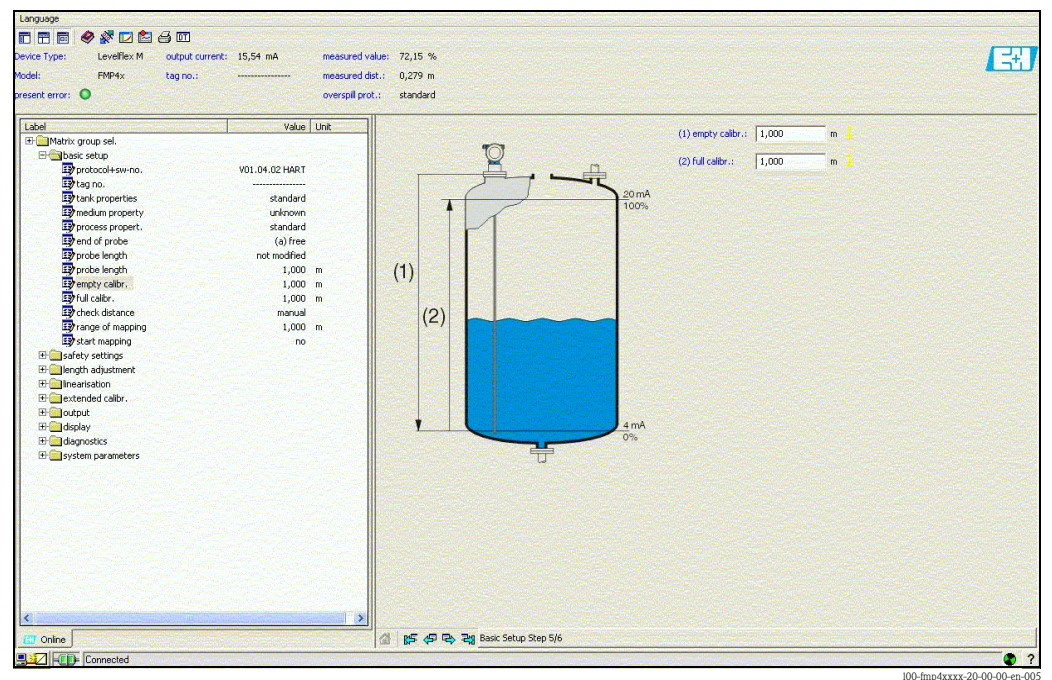 Language
Device Type: Levelflex M output current: 15,54 mA measured value: 72,15 %
Model: FMP4x tag no.: --------------- measured dist.: 0,279 m
present error: overspill prot.: standard
E+H
Label Value Unit
Matrix group sel.
basic setup
protocol+sw-no. V01.04.02 HART
tag no. ---------------
tank properties standard
medium property unknown
process propert. standard
end of probe (a) free
probe length not modified
probe length 1,000 m
empty calibr. 1,000 m
full calibr. 1,000 m
check distance manual
range of mapping 1,000 m
start mapping no
safety settings
length adjustment
linearisation
extended calibr.
output
display
diagnostics
system parameters
(1) empty calibr.: 1,000 m
(2) full calibr.: 1,000 m
20 mA
100%
(1)
(2)
4 mA
0%
Online
Basic Setup Step 5/6
Connected
?
l00-fmp4xxxx-20-00-00-en-005